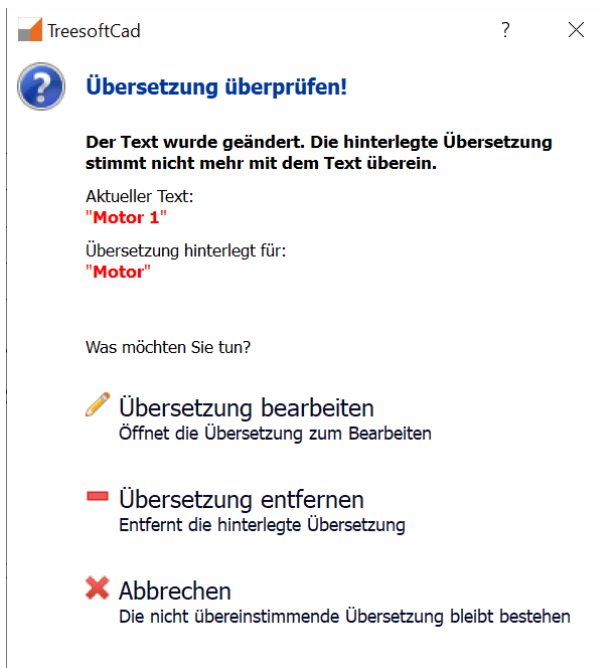 TreesoftCad ?
Übersetzung überprüfen!
Der Text wurde geändert. Die hinterlegte Übersetzung
stimmt nicht mehr mit dem Text überein.
Aktueller Text:
"Motor 1"
Übersetzung hinterlegt für:
"Motor"
Was möchten Sie tun?
Übersetzung bearbeiten
Öffnet die Übersetzung zum Bearbeiten
Übersetzung entfernen
Entfernt die hinterlegte Übersetzung
Abbrechen
Die nicht übereinstimmende Übersetzung bleibt bestehen